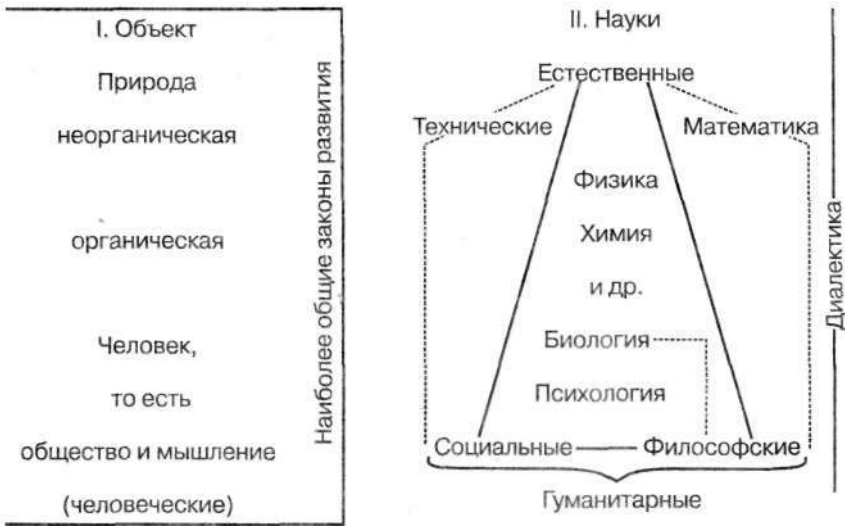 I. Объект
Природа
неорганическая
органическая
Человек,
то есть
общество и мышление
(человеческие)
Наиболее общие законы развития
II. Науки
Естественные
Технические
Математика
Физика
Химия
и др.
Биология
Психология
Социальные
Философские
Гуманитарные
Диалектика